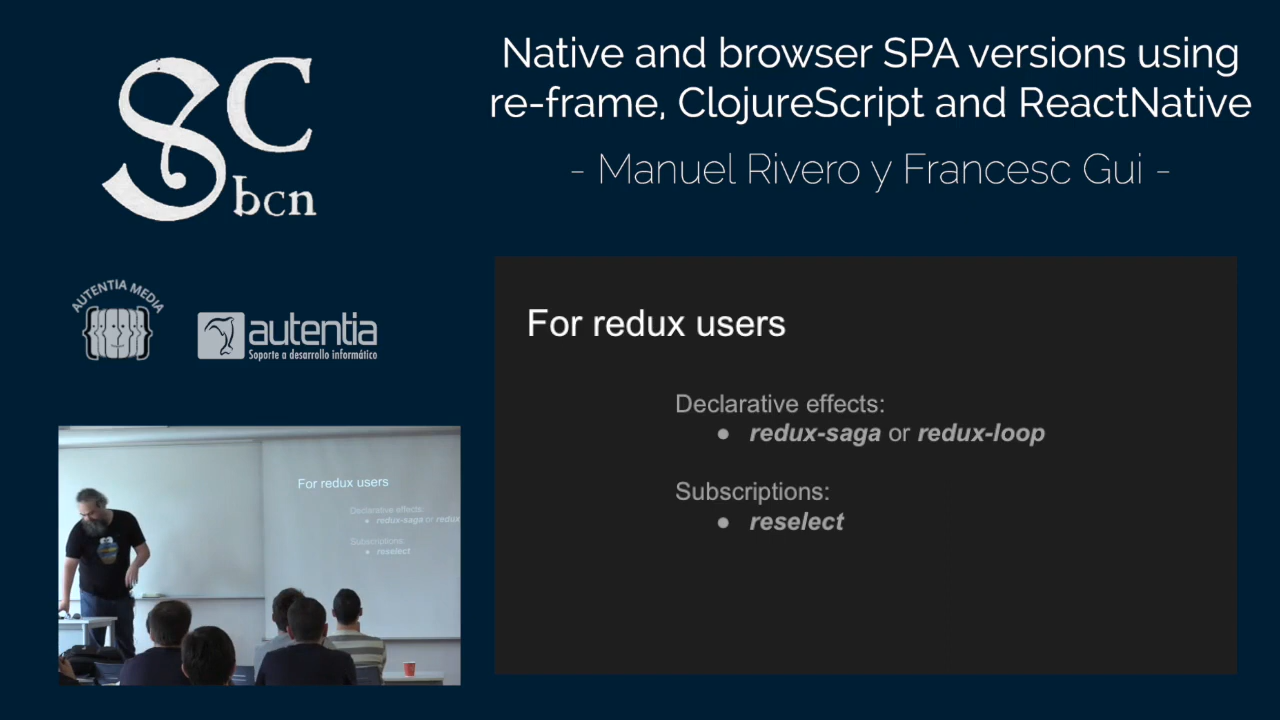 SC
bcn
Native and browser SPA versions using
re-frame, ClojureScript and ReactNative
- Manuel Rivero y Francesc Gui -
AUTENTIA MEDIA
autentia
Soporte a desarrollo informático
For redux users
Declarative effects:
● redux-saga or redux-loop
Subscriptions:
● reselect
For redux users
Declarative effects:
● redux-saga or redux
Subscriptions:
● reselect